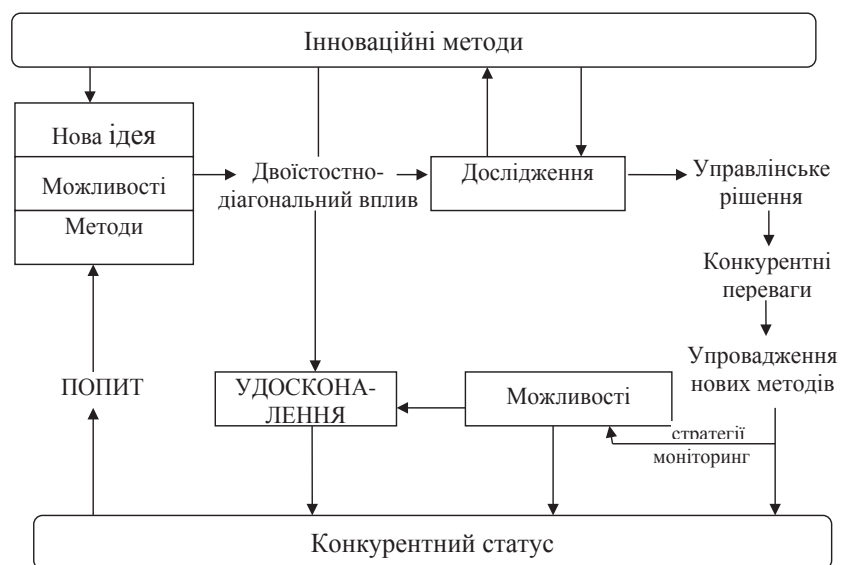 Інноваційні методи
Нова ідея
Можливості
Методи
Двоїстостно-
діагональний вплив
Дослідження
Управлінське
рішення
Конкурентні
переваги
Упровадження
нових методів
ПОПИТ
УДОСКОНА-
ЛЕННЯ
Можливості
стратегії
моніторинг
Конкурентний статус